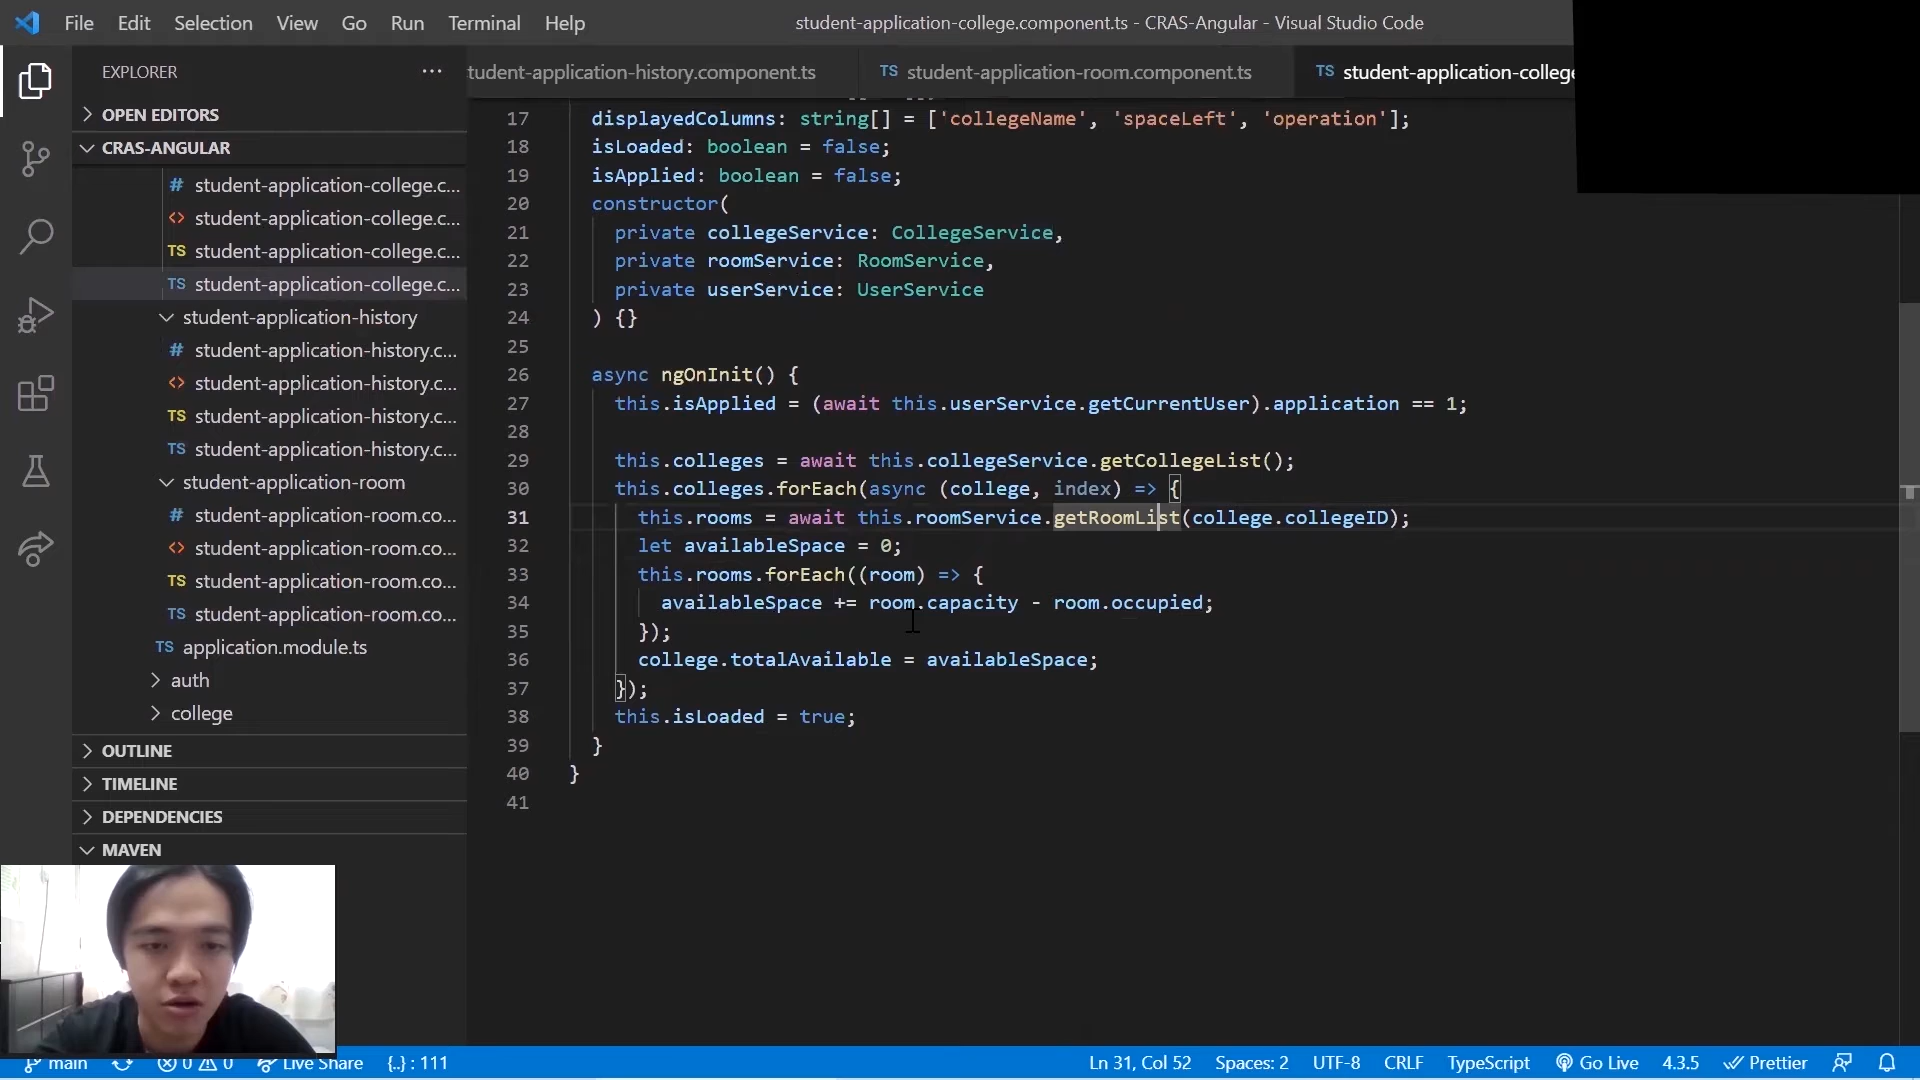 File Edit Selection View Go Run Terminal Help
student-application-college.component.ts - CRAS-Angular - Visual Studio Code
EXPLORER ...
OPEN EDITORS
CRAS-ANGULAR
# student-application-college.c...
<> student-application-college.c...
TS student-application-college.c...
TS student-application-college.c...
student-application-history
# student-application-history.c...
<> student-application-history.c...
TS student-application-history.c...
TS student-application-history.c...
student-application-room
# student-application-room.co...
<> student-application-room.co...
TS student-application-room.co...
TS student-application-room.co...
TS application.module.ts
auth
college
OUTLINE
TIMELINE
DEPENDENCIES
MAVEN
tudent-application-history.component.ts TS student-application-room.component.ts TS student-application-college
17 displayedColumns: string[] = ['collegeName', 'spaceLeft', 'operation'];
18 isLoaded: boolean = false;
19 isApplied: boolean = false;
20 constructor(
21 private collegeService: CollegeService,
22 private roomService: RoomService,
23 private userService: UserService
24 ) {}
25
26 async ngOnInit() {
27 this.isApplied = (await this.userService.getCurrentUser).application == 1;
28
29 this.colleges = await this.collegeService.getCollegeList();
30 this.colleges.forEach(async (college, index) => {
31 this.rooms = await this.roomService.getRoomList(college.collegeID);
32 let availableSpace = 0;
33 this.rooms.forEach((room) => {
34 availableSpace += room.capacity - room.occupied;
35 });
36 college.totalAvailable = availableSpace;
37 });
38 this.isLoaded = true;
39 }
40 }
41
main 0 0 Live Share {..} : 111 Ln 31, Col 52 Spaces: 2 UTF-8 CRLF TypeScript Go Live 4.3.5 Prettier